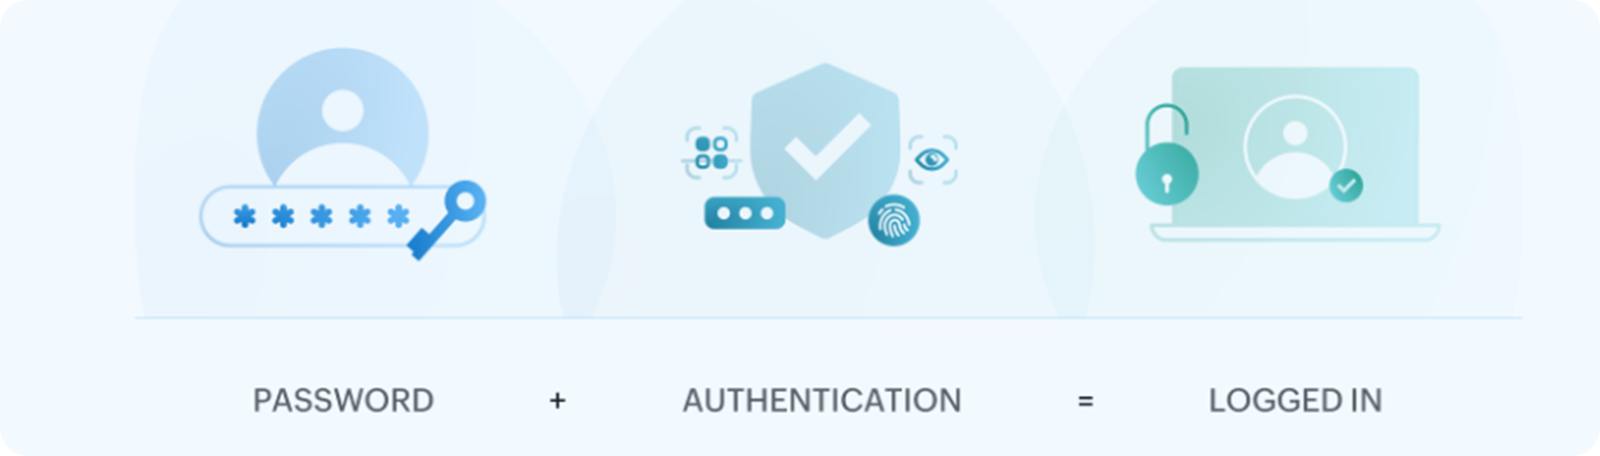 PASSWORD + AUTHENTICATION = LOGGED IN